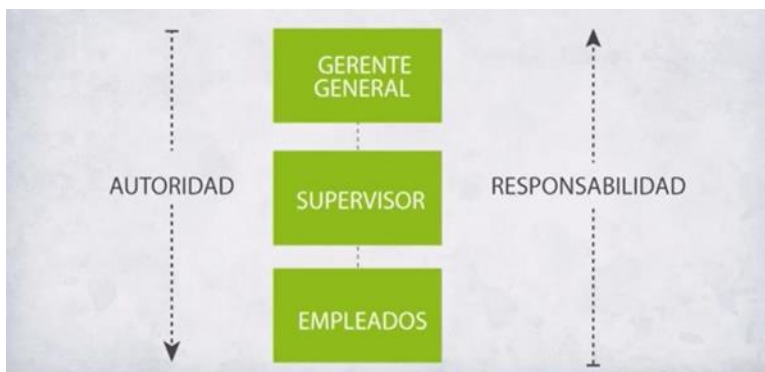 GERENTE
GENERAL
AUTORIDAD
SUPERVISOR
RESPONSABILIDAD
EMPLEADOS